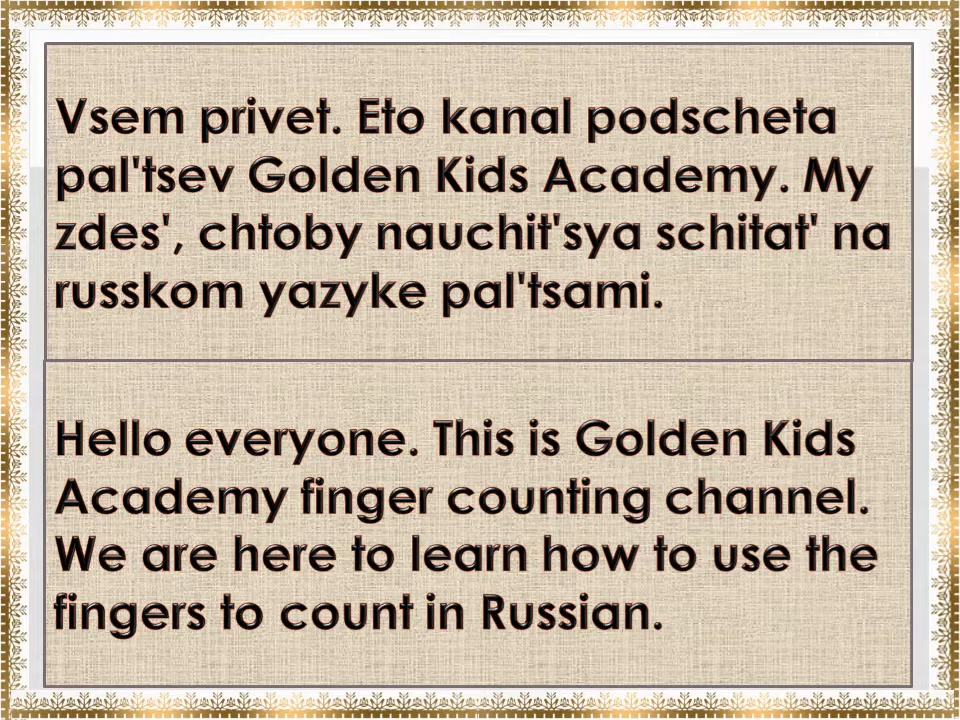 Vsem privet. Eto kanal podscheta
pal'tsev Golden Kids Academy. My
zdes', chtoby nauchit'sya schitat' na
russkom yazyke pal'tsami.
Hello everyone. This is Golden Kids
Academy finger counting channel.
We are here to learn how to use the
fingers to count in Russian.